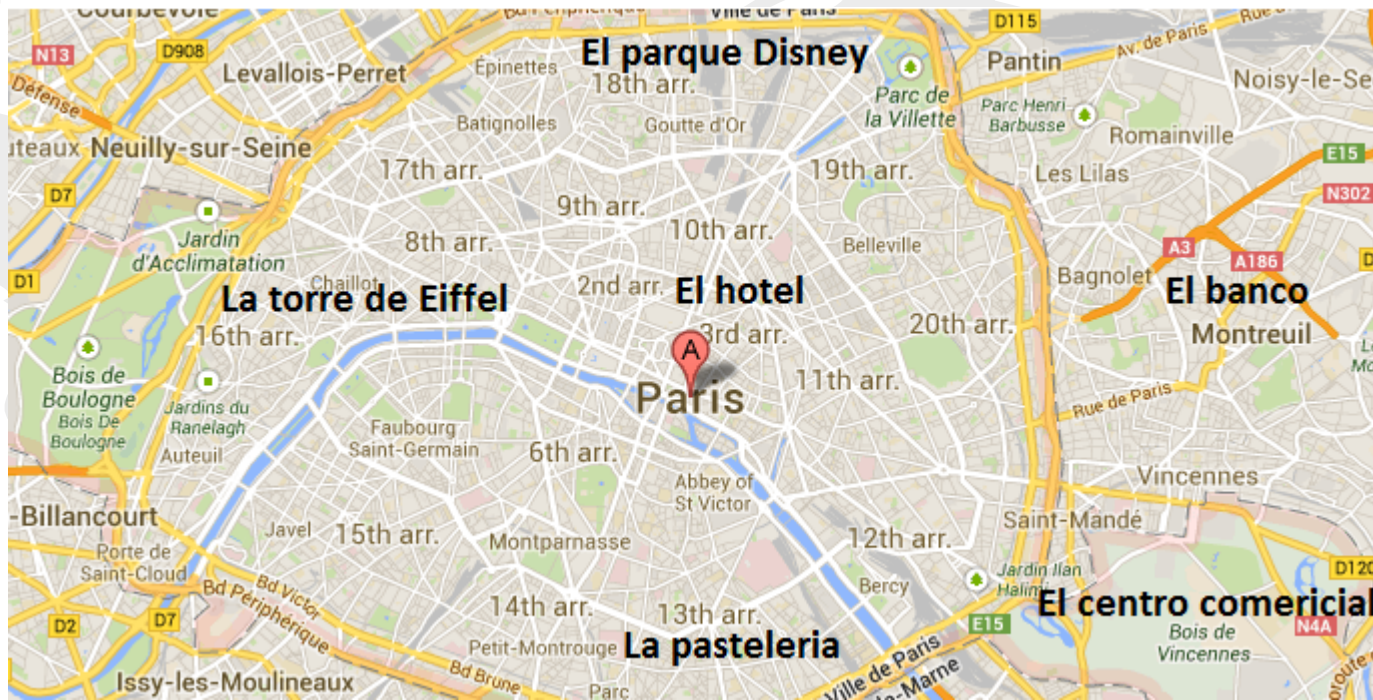 Courbevoie
Bd Périphérique
Ville de Paris
D115
Rue de
N13
D908
El parque Disney
Av. de Paris
Levallois-Perret
Épinettes
18th arr.
Pantin
Noisy-le-Se
Défense
Parc de
la Villette
Parc Henri
Barbusse
Batignolles
Goutte d'Or
Romainville
uteaux
Neuilly-sur-Seine
E15
17th arr.
19th arr.
Les Lilas
D7
N302
9th arr.
Jardin
d'Acclimatation
8th arr.
10th arr.
Belleville
A3
A186
D1
Chaillot
2nd arr.
El hotel
Bagnolet
El banco
La torre de Eiffel
16th arr.
3rd arr.
20th arr.
Montreuil
A
Bois de
Boulogne
Bois De
Boulogne
Paris
11th arr.
Jardins du
Ranelagh
Rue de Paris
Faubourg
Saint-Germain
Auteuil
6th arr.
Abbey of
St Victor
Vincennes
-Billancourt
Javel
15th arr.
Montparnasse
12th arr.
Saint-Mandé
Porte de
Saint-Cloud
Bd Victor
Bercy
Jardin Ilan
Halimi
D120
Bd Périphérique
14th arr.
13th arr.
El centro comericial
D2
D7
E15
N4A
Petit-Montrouge
La pasteleria
Bois de
Vincennes
Ville de Paris
Bd Brune
de-Marne
Issy-les-Moulineaux
Parc